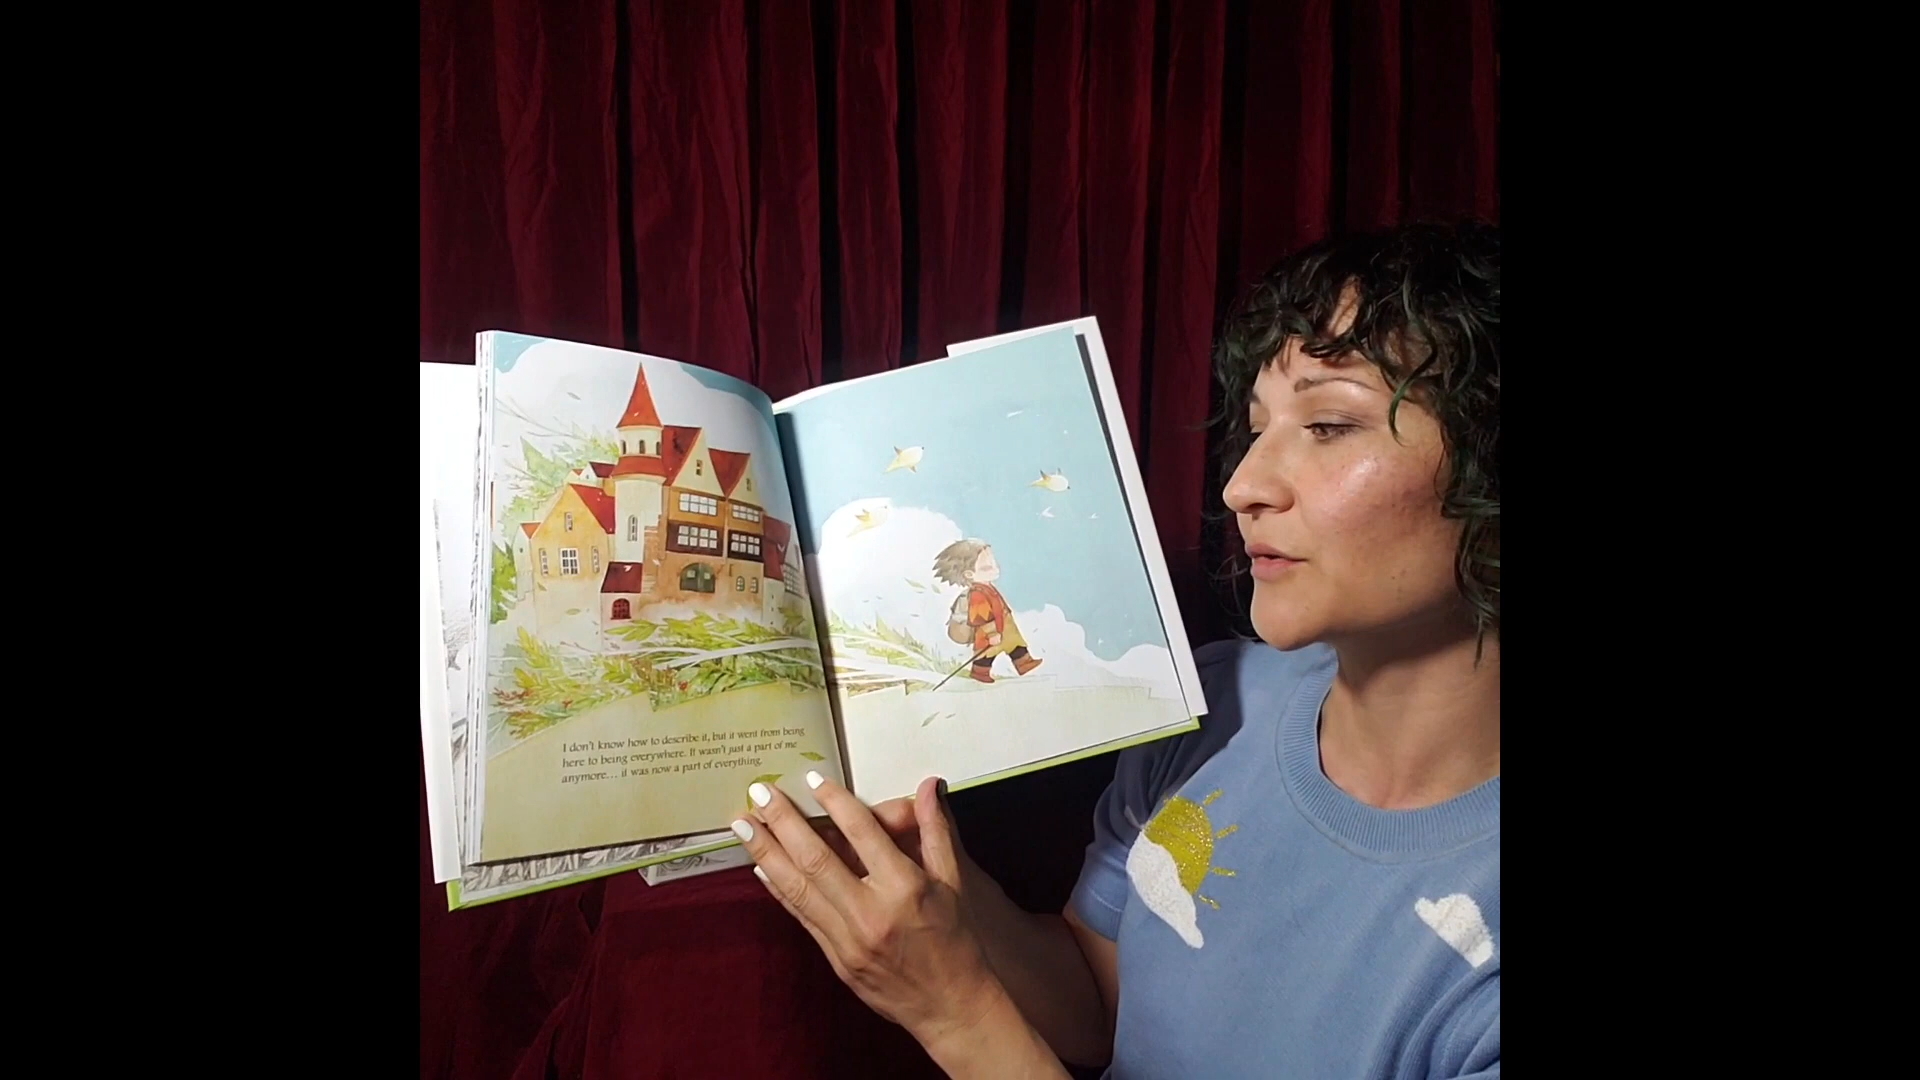 I don't know how to describe it, but it went from being
here to being everywhere. It wasn't just a part of me
anymore... it was now a part of everything.